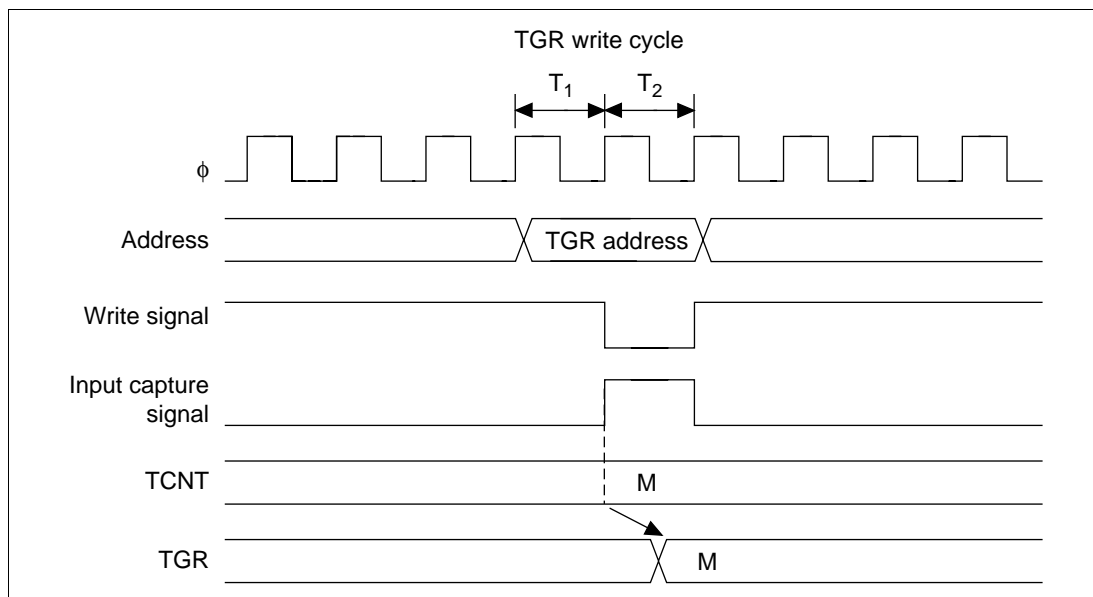 TGR write cycle
T1 T2
ϕ
Address TGR address
Write signal
Input capture
signal
TCNT M
TGR M